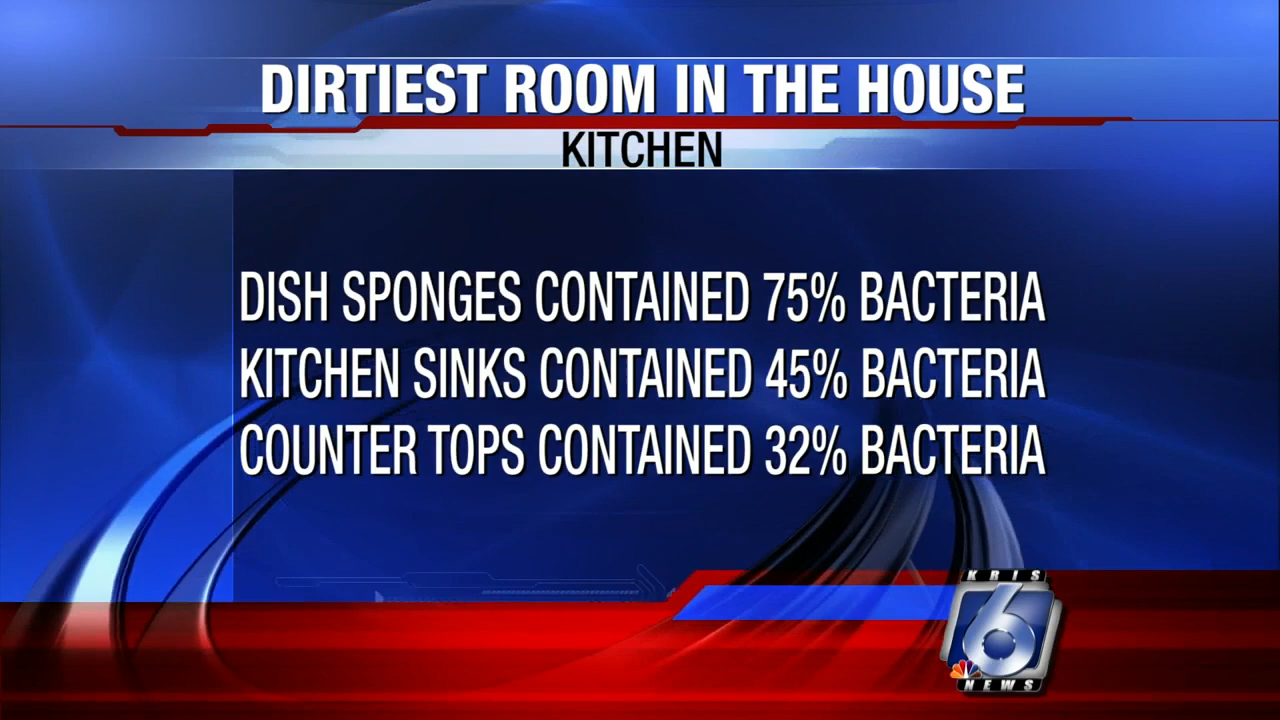 DIRTIEST ROOM IN THE HOUSE
KITCHEN
DISH SPONGES CONTAINED 75% BACTERIA
KITCHEN SINKS CONTAINED 45% BACTERIA
COUNTER TOPS CONTAINED 32% BACTERIA
KRIS
6
NEWS